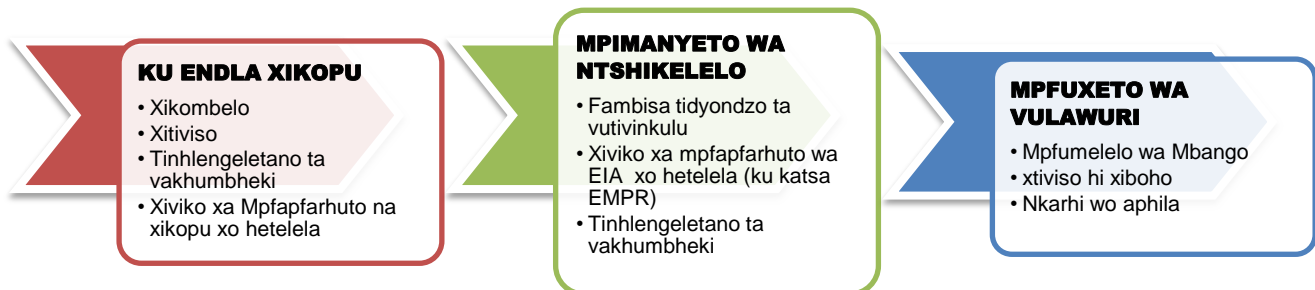 KU ENDLA XIKOPU
• Xikombelo
• Xitiviso
• Tinhlengeletano ta
vakhumbheki
• Xiviko xa Mpfapfarhuto na
xikopu xo hetelela
MPIMANYETO WA
NTSHIKELELO
• Fambisa tidyondzo ta
vutivinkulu
• Xiviko xa mpfapfarhuto wa
EIA xo hetelela (ku katsa
EMPR)
• Tinhlengeletano ta
vakhumbheki
MPFUXETO WA
VULAWURI
• Mpfumelelo wa Mbango
• xtiviso hi xiboho
• Nkarhi wo aphila